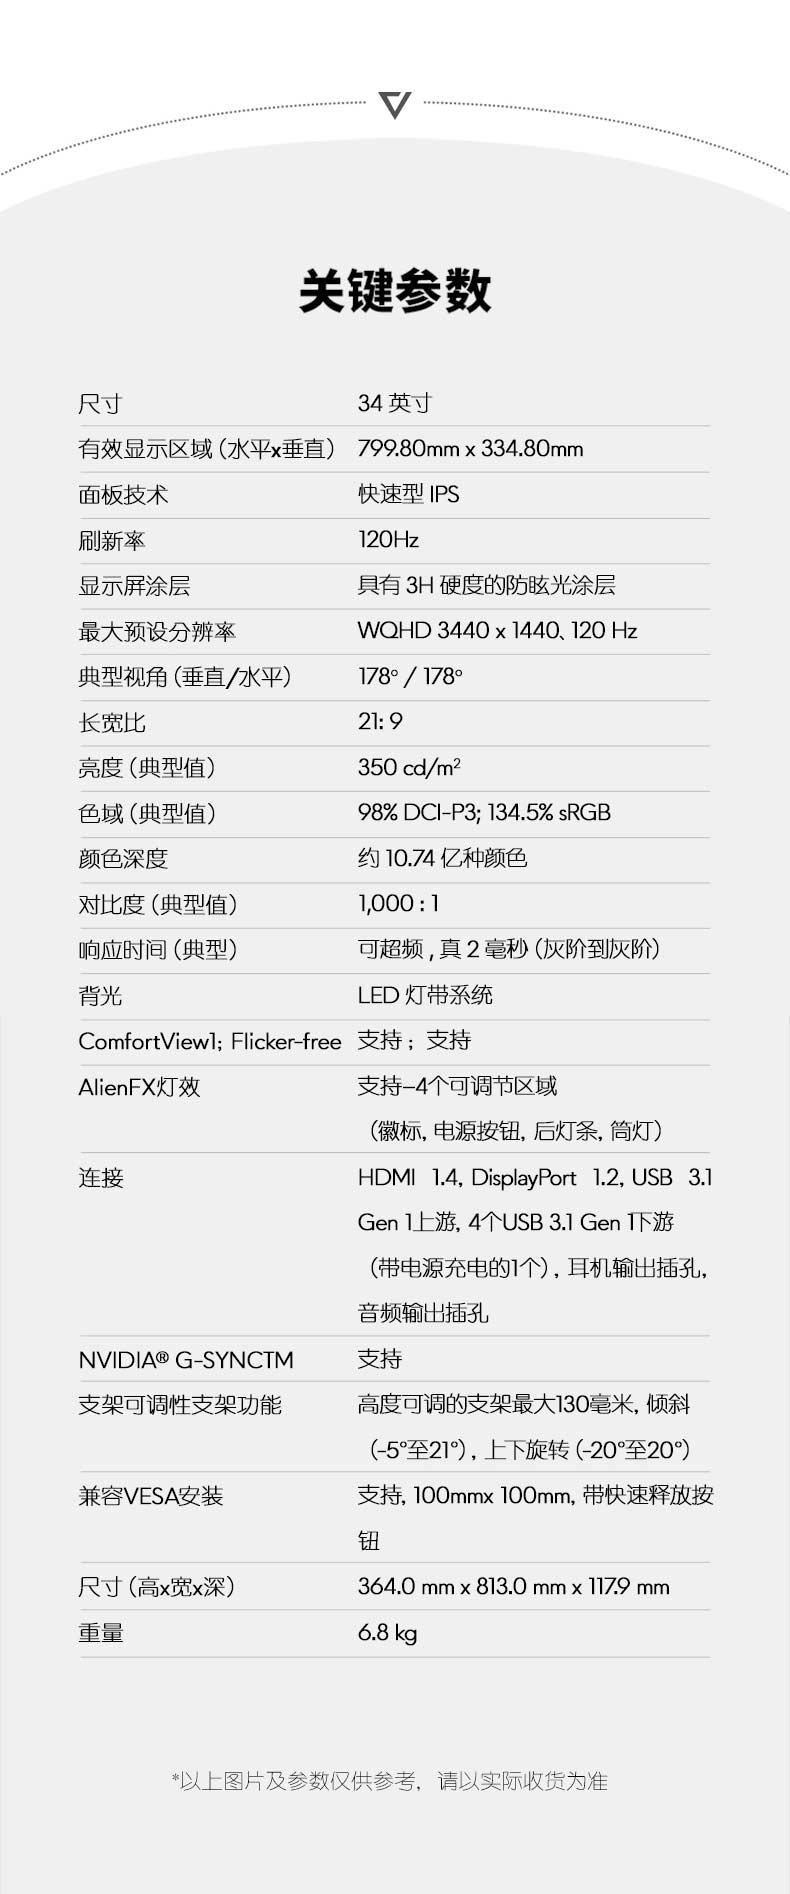 关键参数
尺寸 34 英寸
有效显示区域（水平x垂直） 799.80mm x 334.80mm
面板技术 快速型 IPS
刷新率 120Hz
显示屏涂层 具有 3H 硬度的防眩光涂层
最大预设分辨率 WQHD 3440 x 1440、120 Hz
典型视角（垂直/水平） 178° / 178°
长宽比 21: 9
亮度（典型值） 350 cd/m²
色域（典型值） 98% DCI-P3; 134.5% sRGB
颜色深度 约 10.74 亿种颜色
对比度（典型值） 1,000 : 1
响应时间（典型） 可超频 , 真 2 毫秒（灰阶到灰阶）
背光 LED 灯带系统
ComfortView1; Flicker-free 支持 ; 支持
AlienFX灯效 支持–4个可调节区域
（徽标, 电源按钮, 后灯条, 筒灯）
连接 HDMI 1.4, DisplayPort 1.2, USB 3.1
Gen 1上游, 4个USB 3.1 Gen 1下游
（带电源充电的1个）, 耳机输出插孔,
音频输出插孔
NVIDIA® G-SYNCTM 支持
支架可调性支架功能 高度可调的支架最大130毫米, 倾斜
（-5°至21°）, 上下旋转（-20°至20°）
兼容VESA安装 支持, 100mmx 100mm, 带快速释放按
钮
尺寸（高x宽x深） 364.0 mm x 813.0 mm x 117.9 mm
重量 6.8 kg
*以上图片及参数仅供参考, 请以实际收货为准